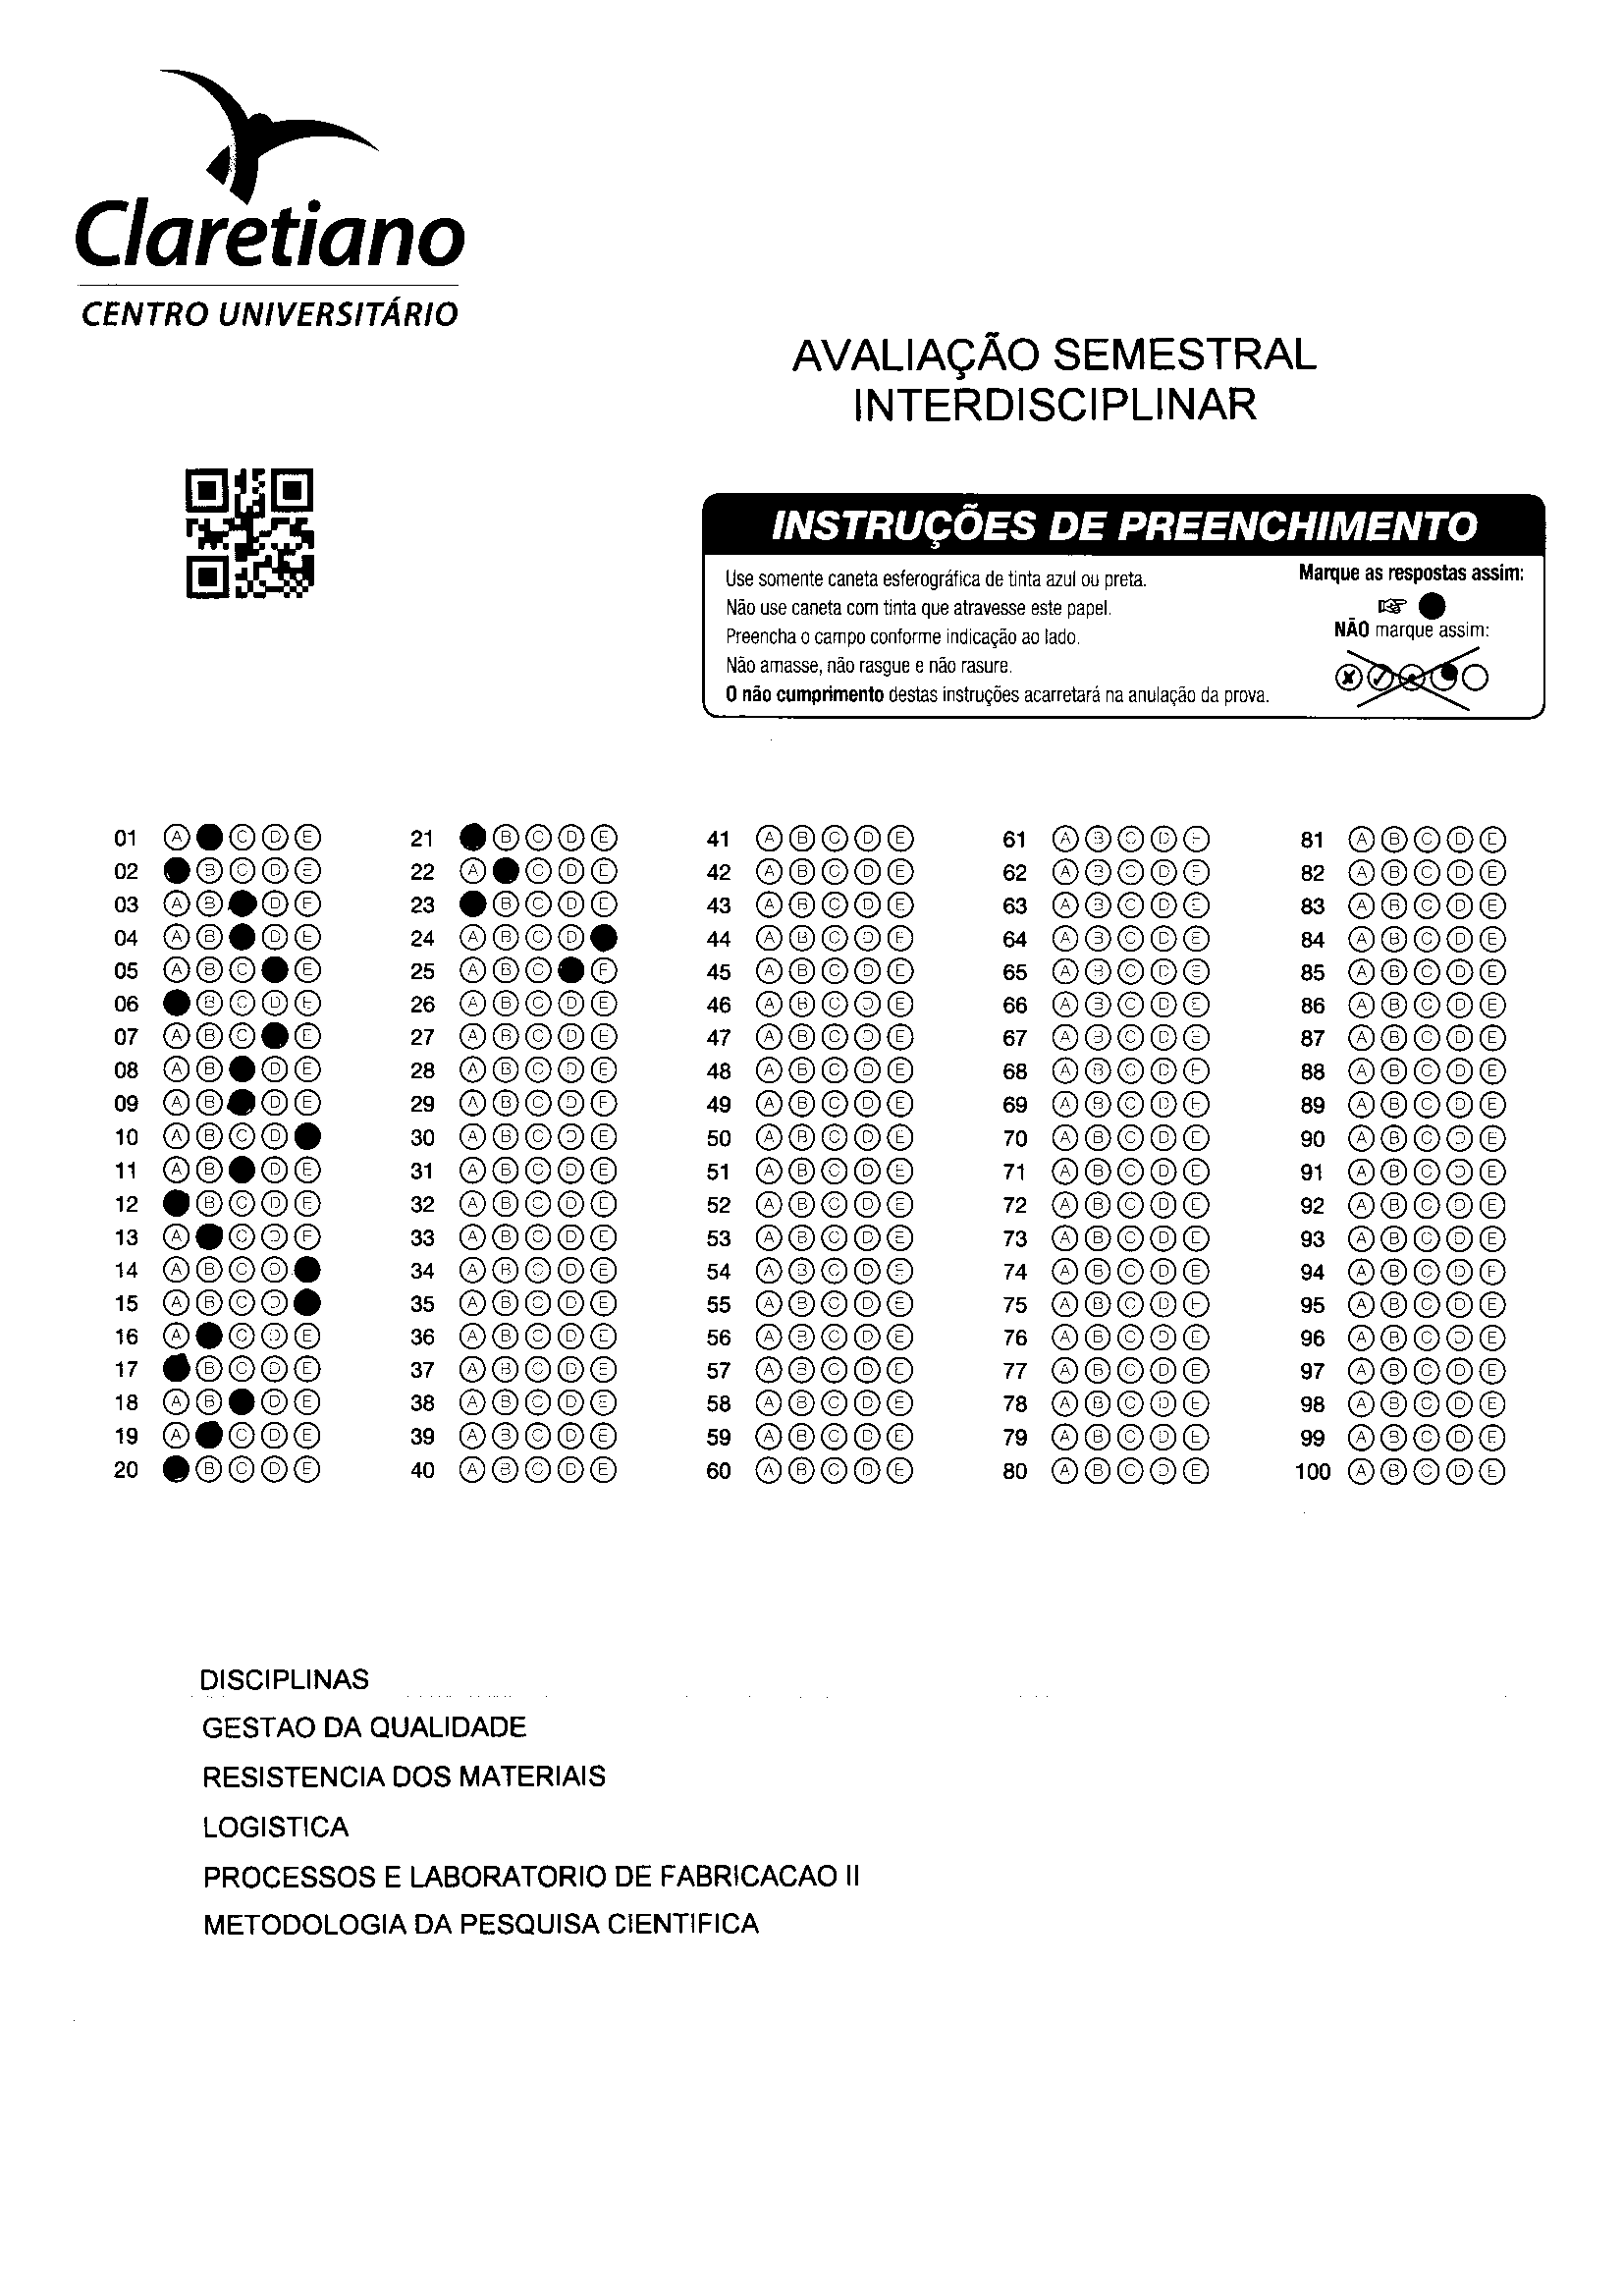 Claretiano
CENTRO UNIVERSITÁRIO
AVALIAÇÃO SEMESTRAL
INTERDISCIPLINAR
INSTRUÇÕES DE PREENCHIMENTO
Use somente caneta esferográfica de tinta azul ou preta.
Não use caneta com tinta que atravesse este papel.
Preencha o campo conforme indicação ao lado.
Não amasse, não rasgue e não rasure.
O não cumprimento destas instruções acarretará na anulação da prova.
Marque as respostas assim:
NÃO marque assim:
01 A C D E 21 B C D E 41 A B C D E 61 A B C D E 81 A B C D E
02 B C D E 22 A C D E 42 A B C D E 62 A B C D E 82 A B C D E
03 A B D E 23 B C D E 43 A B C D E 63 A B C D E 83 A B C D E
04 A B D E 24 A B C D 44 A B C D E 64 A B C D E 84 A B C D E
05 A B C E 25 A B C E 45 A B C D E 65 A B C D E 85 A B C D E
06 B C D E 26 A B C D E 46 A B C D E 66 A B C D E 86 A B C D E
07 A B C E 27 A B C D E 47 A B C D E 67 A B C D E 87 A B C D E
08 A B D E 28 A B C D E 48 A B C D E 68 A B C D E 88 A B C D E
09 A B D E 29 A B C D E 49 A B C D E 69 A B C D E 89 A B C D E
10 A B C D 30 A B C D E 50 A B C D E 70 A B C D E 90 A B C D E
11 A B D E 31 A B C D E 51 A B C D E 71 A B C D E 91 A B C D E
12 B C D E 32 A B C D E 52 A B C D E 72 A B C D E 92 A B C D E
13 A C D E 33 A B C D E 53 A B C D E 73 A B C D E 93 A B C D E
14 A B C D 34 A B C D E 54 A B C D E 74 A B C D E 94 A B C D E
15 A B C D 35 A B C D E 55 A B C D E 75 A B C D E 95 A B C D E
16 A C D E 36 A B C D E 56 A B C D E 76 A B C D E 96 A B C D E
17 B C D E 37 A B C D E 57 A B C D E 77 A B C D E 97 A B C D E
18 A B D E 38 A B C D E 58 A B C D E 78 A B C D E 98 A B C D E
19 A C D E 39 A B C D E 59 A B C D E 79 A B C D E 99 A B C D E
20 B C D E 40 A B C D E 60 A B C D E 80 A B C D E 100 A B C D E
DISCIPLINAS
GESTAO DA QUALIDADE
RESISTENCIA DOS MATERIAIS
LOGISTICA
PROCESSOS E LABORATORIO DE FABRICACAO II
METODOLOGIA DA PESQUISA CIENTIFICA